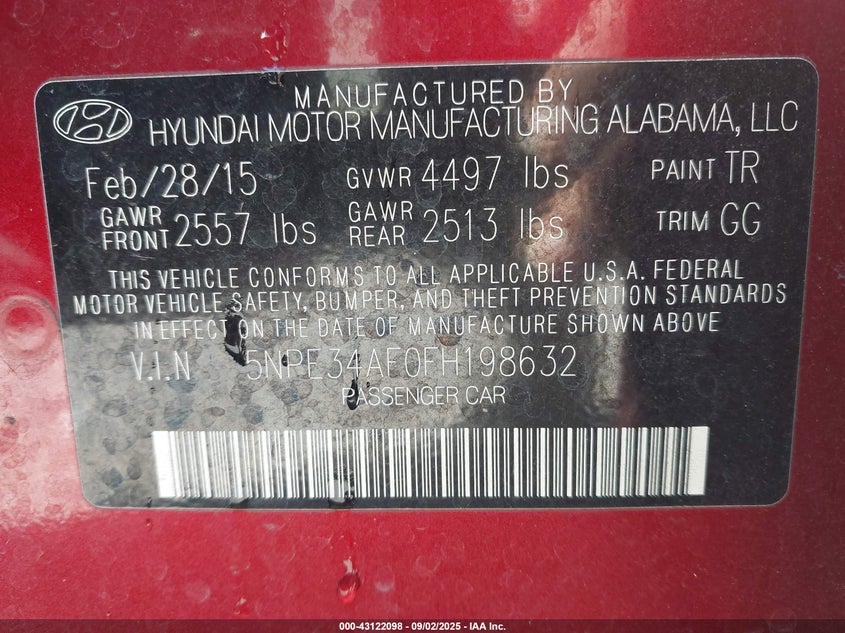 MANUFACTURED BY
HYUNDAI MOTOR MANUFACTURING ALABAMA, LLC
Feb/28/15 GVWR 4497 lbs PAINT TR
GAWR FRONT 2557 lbs GAWR REAR 2513 lbs TRIM GG
THIS VEHICLE CONFORMS TO ALL APPLICABLE U.S.A. FEDERAL
MOTOR VEHICLE SAFETY, BUMPER, AND THEFT PREVENTION STANDARDS
IN EFFECT ON THE DATE OF MANUFACTURE SHOWN ABOVE
V.I.N 5NPE34AF0FH198632
PASSENGER CAR
000-43122098 - 09/02/2025 - IAA Inc.